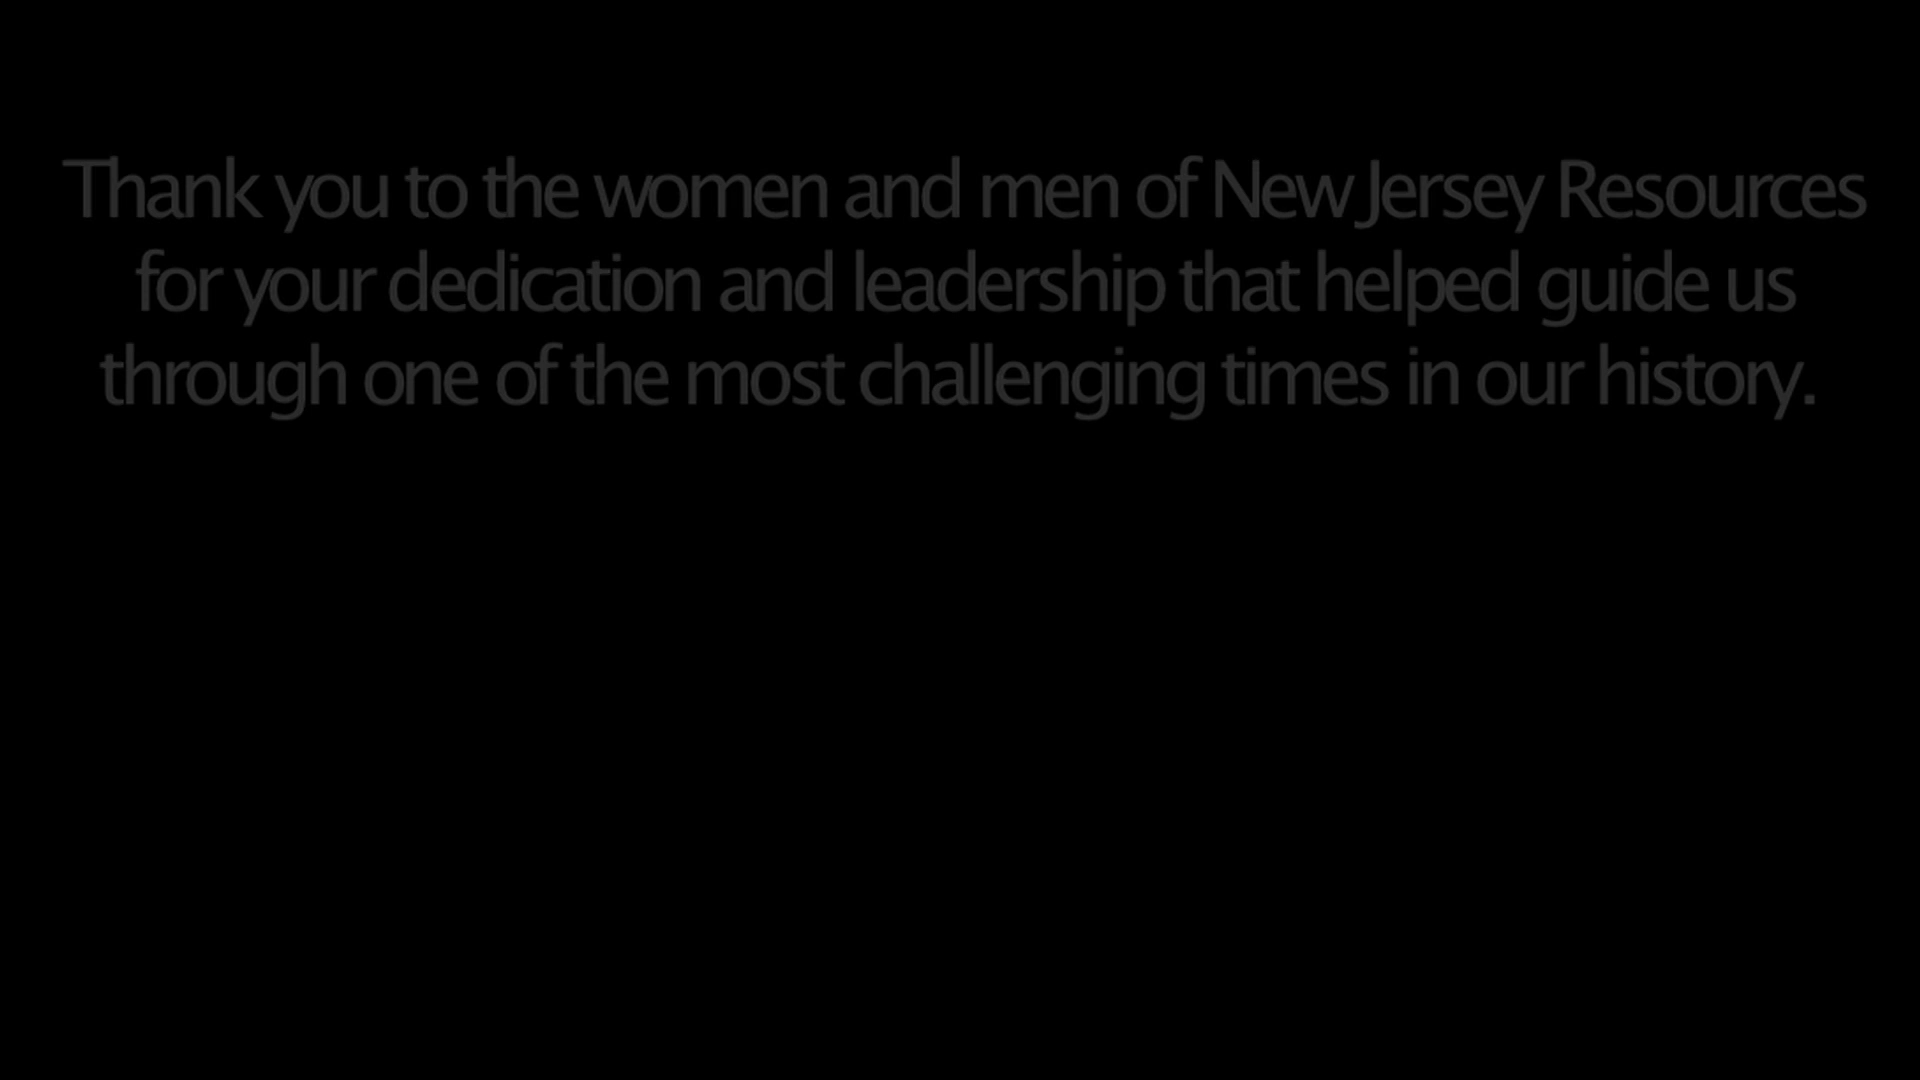 Thank you to the women and men of New Jersey Resources
for your dedication and leadership that helped guide us
through one of the most challenging times in our history.